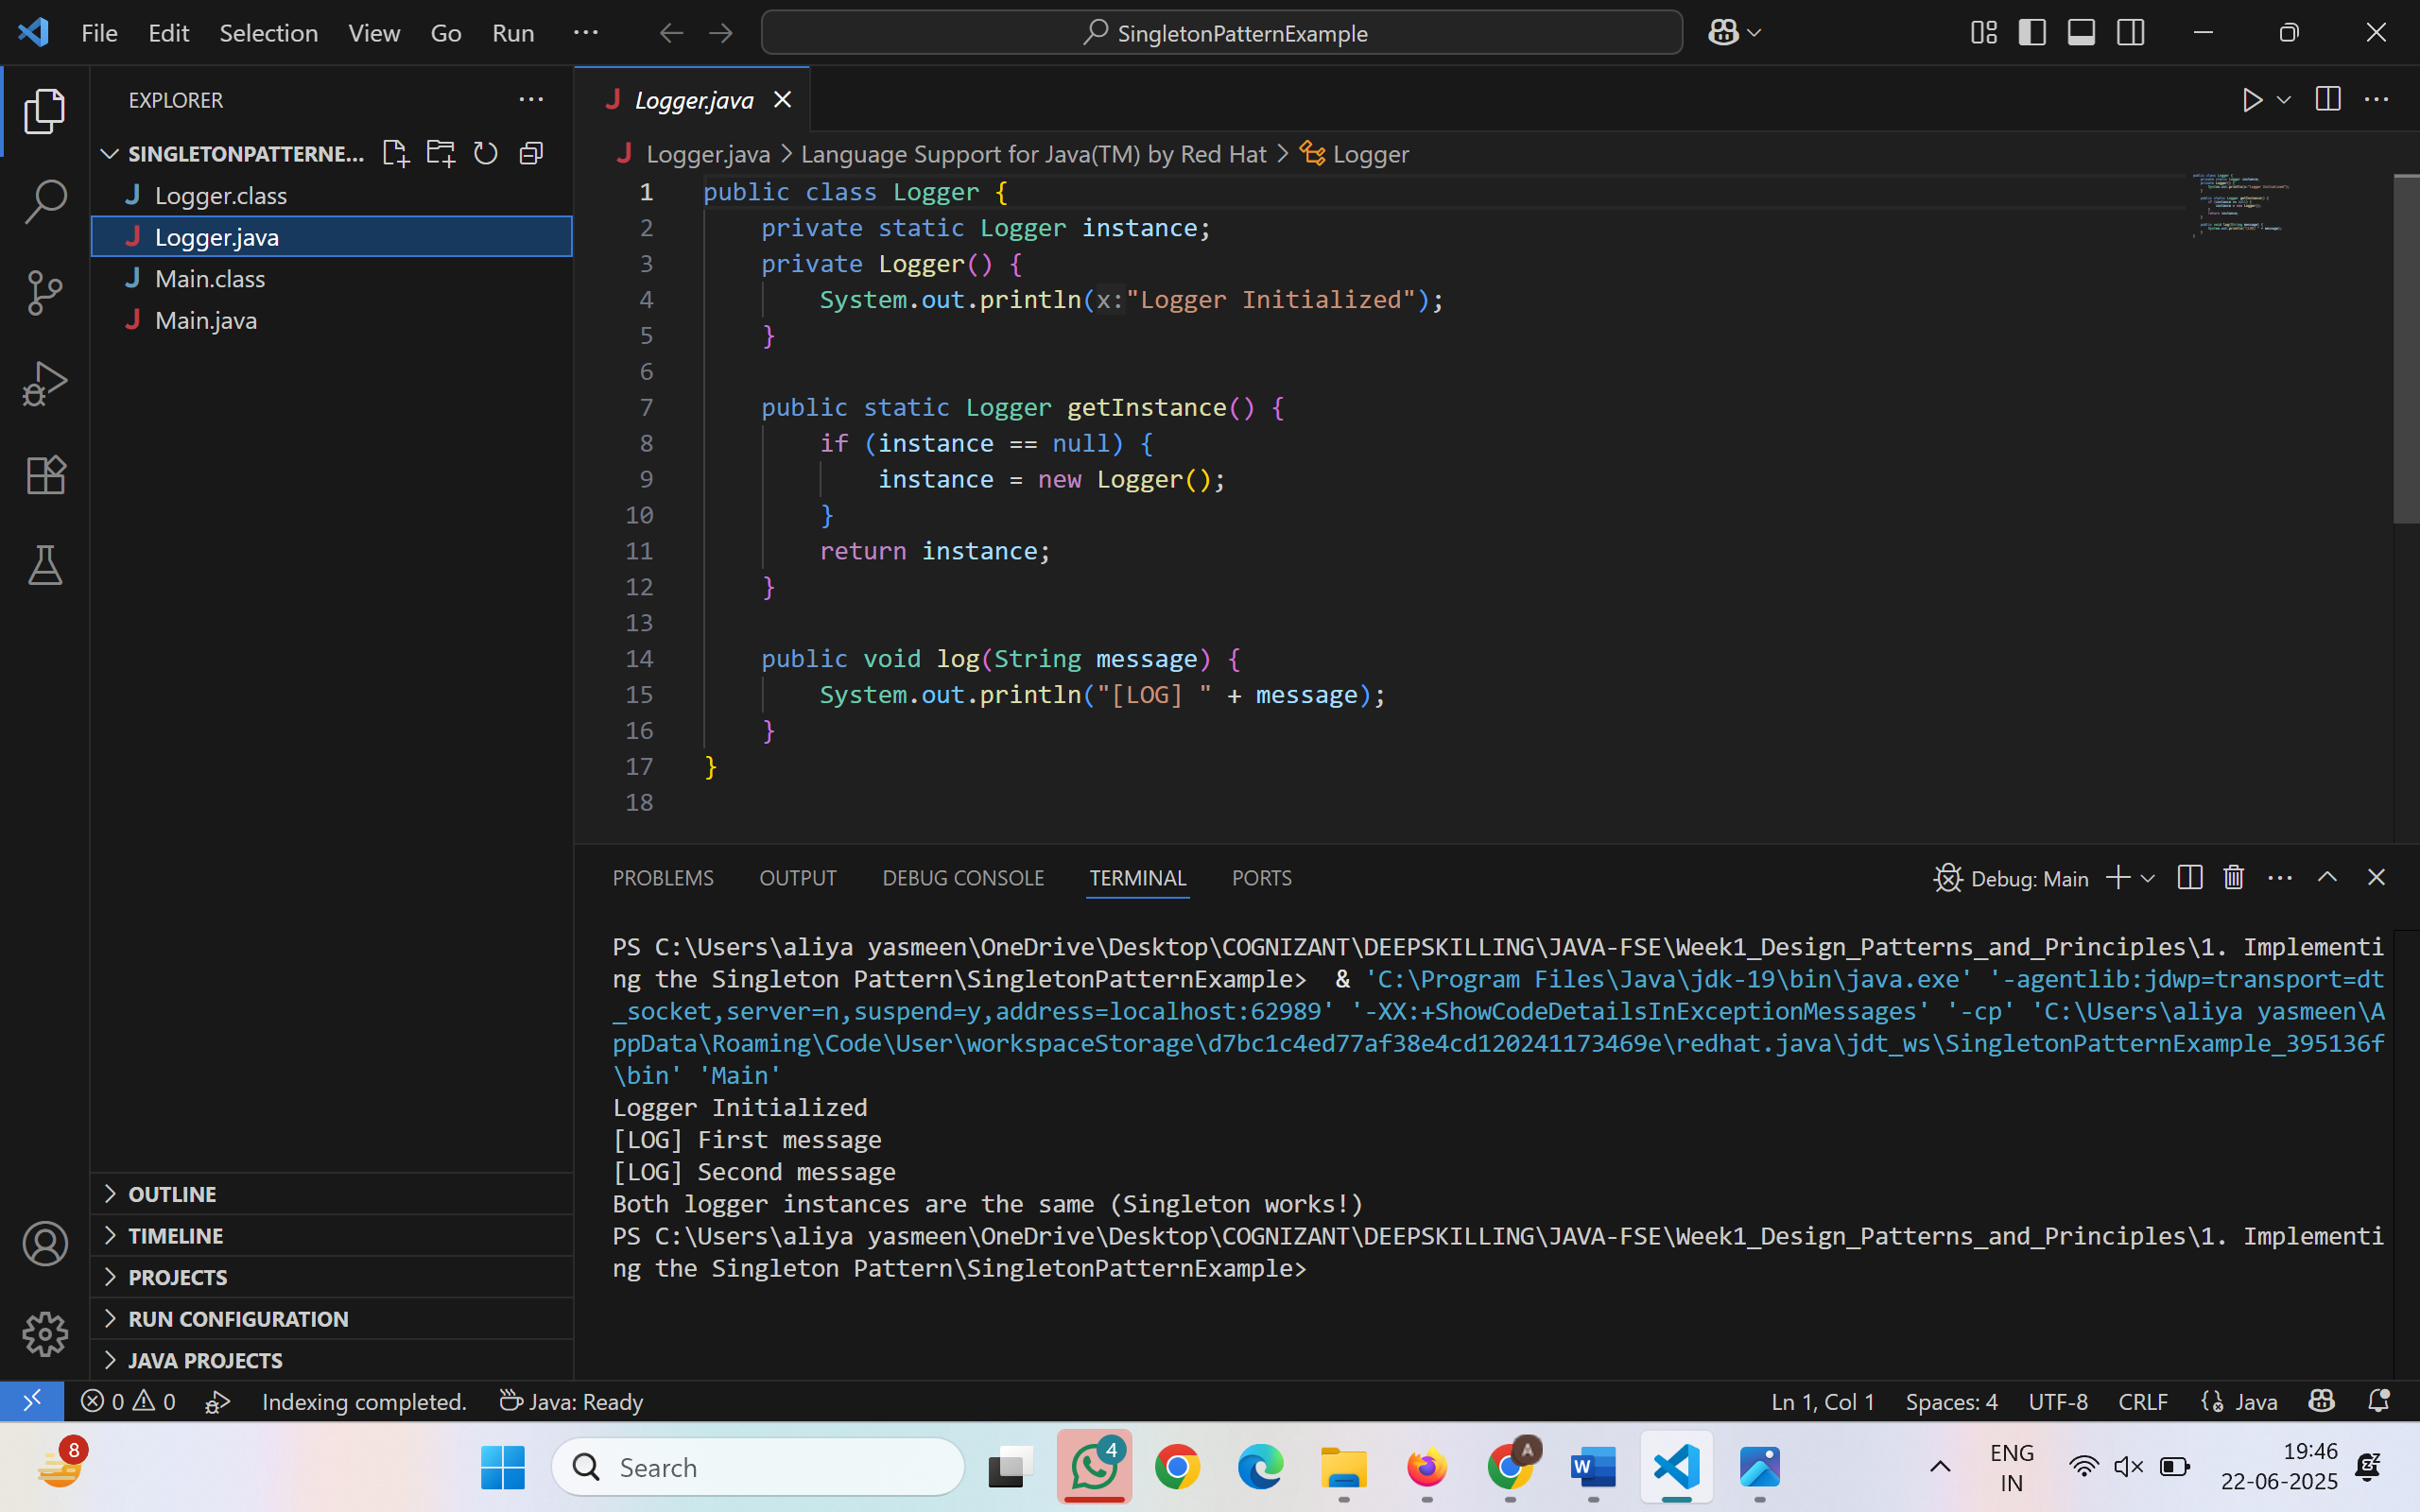 File Edit Selection View Go Run ···
SingletonPatternExample
EXPLORER
SINGLETONPATTERNE...
Logger.class
Logger.java
Main.class
Main.java
OUTLINE
TIMELINE
PROJECTS
RUN CONFIGURATION
JAVA PROJECTS
Logger.java
Logger.java > Language Support for Java(TM) by Red Hat > Logger
1 public class Logger {
2     private static Logger instance;
3     private Logger() {
4         System.out.println(x:"Logger Initialized");
5     }
6
7     public static Logger getInstance() {
8         if (instance == null) {
9             instance = new Logger();
10         }
11         return instance;
12     }
13
14     public void log(String message) {
15         System.out.println("[LOG] " + message);
16     }
17 }
18
PROBLEMS OUTPUT DEBUG CONSOLE TERMINAL PORTS
Debug: Main
PS C:\Users\aliya yasmeen\OneDrive\Desktop\COGNIZANT\DEEPSKILLING\JAVA-FSE\Week1_Design_Patterns_and_Principles\1. Implementi
ng the Singleton Pattern\SingletonPatternExample>  & 'C:\Program Files\Java\jdk-19\bin\java.exe' '-agentlib:jdwp=transport=dt
_socket,server=n,suspend=y,address=localhost:62989' '-XX:+ShowCodeDetailsInExceptionMessages' '-cp' 'C:\Users\aliya yasmeen\A
ppData\Roaming\Code\User\workspaceStorage\d7bc1c4ed77af38e4cd120241173469e\redhat.java\jdt_ws\SingletonPatternExample_395136f
\bin' 'Main'
Logger Initialized
[LOG] First message
[LOG] Second message
Both logger instances are the same (Singleton works!)
PS C:\Users\aliya yasmeen\OneDrive\Desktop\COGNIZANT\DEEPSKILLING\JAVA-FSE\Week1_Design_Patterns_and_Principles\1. Implementi
ng the Singleton Pattern\SingletonPatternExample>
0 0 Indexing completed. Java: Ready
Ln 1, Col 1 Spaces: 4 UTF-8 CRLF Java
8
Search
4
A
W
ENG
IN
19:46
22-06-2025